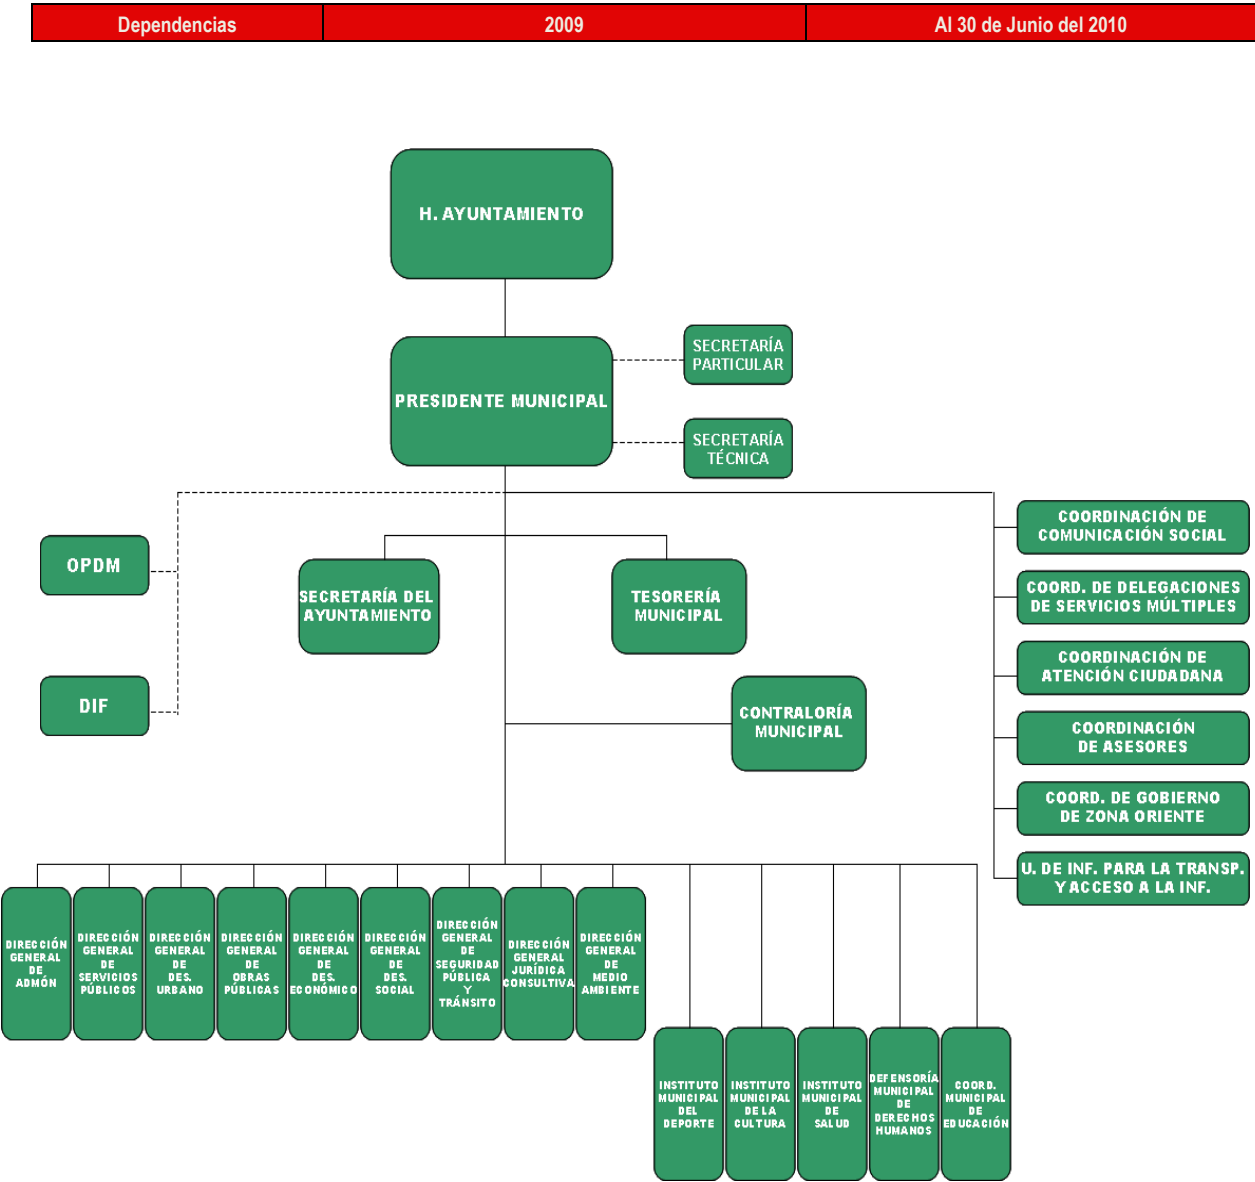 Dependencias 2009 Al 30 de Junio del 2010
H. AYUNTAMIENTO
PRESIDENTE MUNICIPAL
SECRETARÍA
PARTICULAR
SECRETARÍA
TÉCNICA
OPDM
DIF
SECRETARÍA DEL
AYUNTAMIENTO
TESORERÍA
MUNICIPAL
CONTRALORÍA
MUNICIPAL
COORDINACIÓN DE
COMUNICACIÓN SOCIAL
COORD. DE DELEGACIONES
DE SERVICIOS MÚLTIPLES
COORDINACIÓN DE
ATENCIÓN CIUDADANA
COORDINACIÓN
DE ASESORES
COORD. DE GOBIERNO
DE ZONA ORIENTE
U. DE INF. PARA LA TRANSP.
Y ACCESO A LA INF.
DIRECCIÓN
GENERAL
DE
ADMÓN
DIRECCIÓN
GENERAL
DE
SERVICIOS
PÚBLICOS
DIRECCIÓN
GENERAL
DE
DES.
URBANO
DIRECCIÓN
GENERAL
DE
OBRAS
PÚBLICAS
DIRECCIÓN
GENERAL
DE
DES.
ECONÓMICO
DIRECCIÓN
GENERAL
DE
DES.
SOCIAL
DIRECCIÓN
GENERAL
DE
SEGURIDAD
PÚBLICA
Y
TRÁNSITO
DIRECCIÓN
GENERAL
JURÍDICA
CONSULTIVA
DIRECCIÓN
GENERAL
DE
MEDIO
AMBIENTE
INSTITUTO
MUNICIPAL
DEL
DEPORTE
INSTITUTO
MUNICIPAL
DE LA
CULTURA
INSTITUTO
MUNICIPAL
DE
SALUD
DEFENSORÍA
MUNICIPAL
DE
DERECHOS
HUMANOS
COORD.
MUNICIPAL
DE
EDUCACIÓN